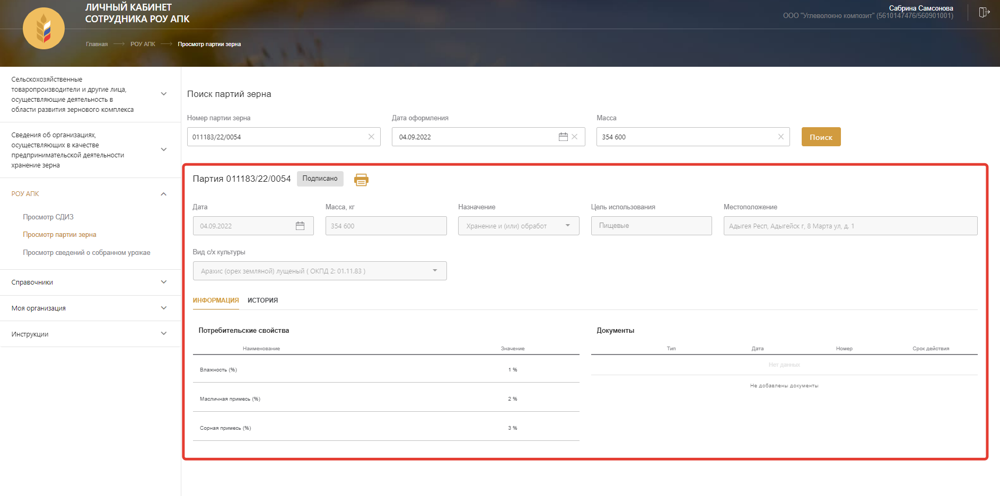 ЛИЧНЫЙ КАБИНЕТ
СОТРУДНИКА РОУ АПК
Сабрина Самсонова
ООО "Углеволокно композит" (5610147476/560901001)
Главная РОУ АПК Просмотр партии зерна
Сельскохозяйственные
товаропроизводители и другие лица,
осуществляющие деятельность в
области развития зернового комплекса
Сведения об организациях,
осуществляющих в качестве
предпринимательской деятельности
хранение зерна
РОУ АПК
Просмотр СДИЗ
Просмотр партии зерна
Просмотр сведений о собранном урожае
Справочники
Моя организация
Инструкции
Поиск партий зерна
Номер партии зерна Дата оформления Масса
011183/22/0054 04.09.2022 354 600 Поиск
Партия 011183/22/0054 Подписано
Дата Масса, кг Назначение Цель использования Местоположение
04.09.2022 354 600 Хранение и (или) обработ Пищевые Адыгея Респ, Адыгейск г, 8 Марта ул, д. 1
Вид с/х культуры
Арахис (орех земляной) лущеный ( ОКПД 2: 01.11.83 )
ИНФОРМАЦИЯ ИСТОРИЯ
Потребительские свойства
Наименование Значение
Влажность (%) 1 %
Масличная примесь (%) 2 %
Сорная примесь (%) 3 %
Документы
Тип Дата Номер Срок действия
Нет данных
Не добавлены документы